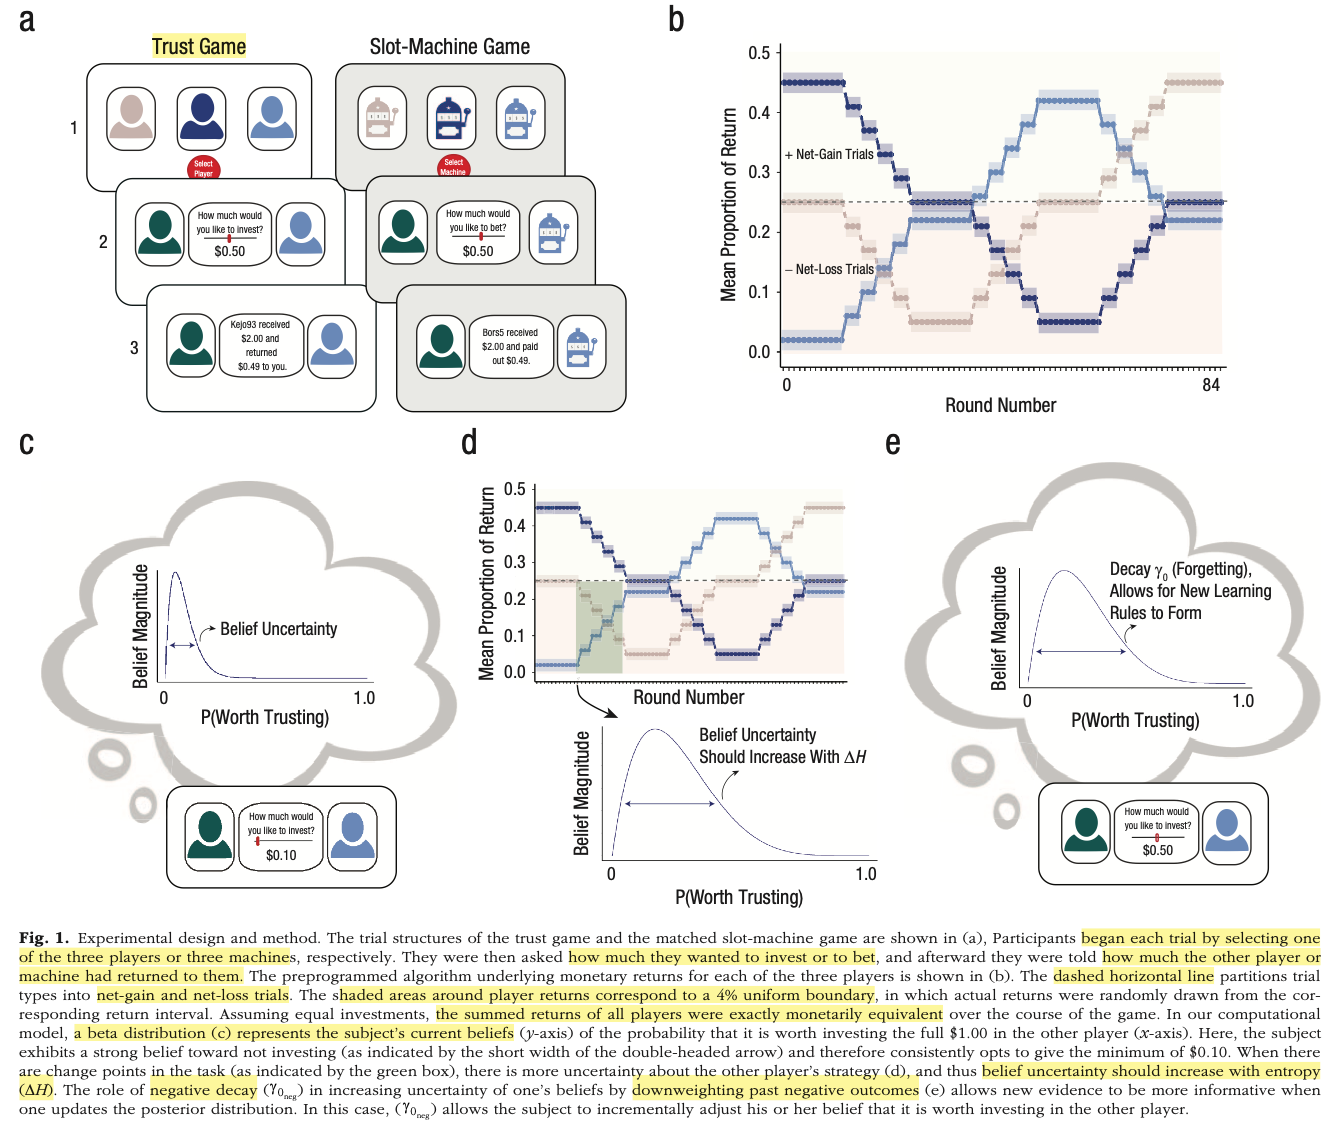 a
Trust Game
Slot-Machine Game
1
Select
Player
Select
Machine
2
How much would
you like to invest?
$0.50
How much would
you like to bet?
$0.50
3
Kejo93 received
$2.00 and
returned
$0.49 to you.
Bors5 received
$2.00 and paid
out $0.49.
b
Mean Proportion of Return
0.5
0.4
0.3
0.2
0.1
0.0
+ Net-Gain Trials
– Net-Loss Trials
0
84
Round Number
c
Belief Magnitude
Belief Uncertainty
0
1.0
P(Worth Trusting)
How much would
you like to invest?
$0.10
d
Mean Proportion of Return
0.5
0.4
0.3
0.2
0.1
0.0
Round Number
Belief Magnitude
Belief Uncertainty
Should Increase With ΔH
0
1.0
P(Worth Trusting)
e
Belief Magnitude
Decay γ0 (Forgetting),
Allows for New Learning
Rules to Form
0
1.0
P(Worth Trusting)
How much would
you like to invest?
$0.50
Fig. 1. Experimental design and method. The trial structures of the trust game and the matched slot-machine game are shown in (a), Participants began each trial by selecting one
of the three players or three machines, respectively. They were then asked how much they wanted to invest or to bet, and afterward they were told how much the other player or
machine had returned to them. The preprogrammed algorithm underlying monetary returns for each of the three players is shown in (b). The dashed horizontal line partitions trial
types into net-gain and net-loss trials. The shaded areas around player returns correspond to a 4% uniform boundary, in which actual returns were randomly drawn from the cor-
responding return interval. Assuming equal investments, the summed returns of all players were exactly monetarily equivalent over the course of the game. In our computational
model, a beta distribution (c) represents the subject's current beliefs (y-axis) of the probability that it is worth investing the full $1.00 in the other player (x-axis). Here, the subject
exhibits a strong belief toward not investing (as indicated by the short width of the double-headed arrow) and therefore consistently opts to give the minimum of $0.10. When there
are change points in the task (as indicated by the green box), there is more uncertainty about the other player's strategy (d), and thus belief uncertainty should increase with entropy
(ΔH). The role of negative decay (γ0neg) in increasing uncertainty of one's beliefs by downweighting past negative outcomes (e) allows new evidence to be more informative when
one updates the posterior distribution. In this case, (γ0neg) allows the subject to incrementally adjust his or her belief that it is worth investing in the other player.